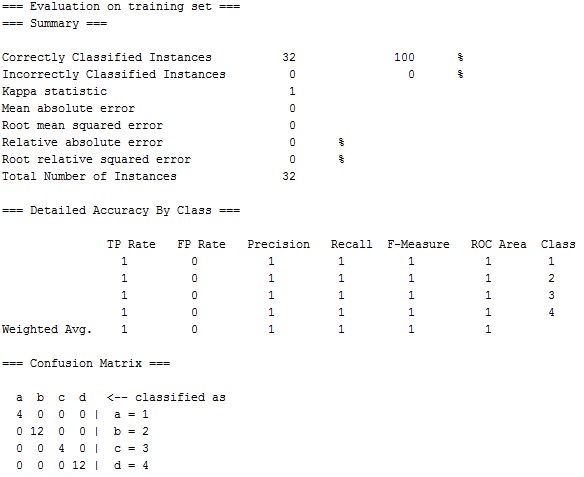 === Evaluation on training set ===
=== Summary ===
Correctly Classified Instances 32 100 %
Incorrectly Classified Instances 0 0 %
Kappa statistic 1
Mean absolute error 0
Root mean squared error 0
Relative absolute error 0 %
Root relative squared error 0 %
Total Number of Instances 32
=== Detailed Accuracy By Class ===
TP Rate FP Rate Precision Recall F-Measure ROC Area Class
1 0 1 1 1 1 1
1 0 1 1 1 1 2
1 0 1 1 1 1 3
1 0 1 1 1 1 4
Weighted Avg. 1 0 1 1 1 1
=== Confusion Matrix ===
a b c d <-- classified as
4 0 0 0 | a = 1
0 12 0 0 | b = 2
0 0 4 0 | c = 3
0 0 0 12 | d = 4